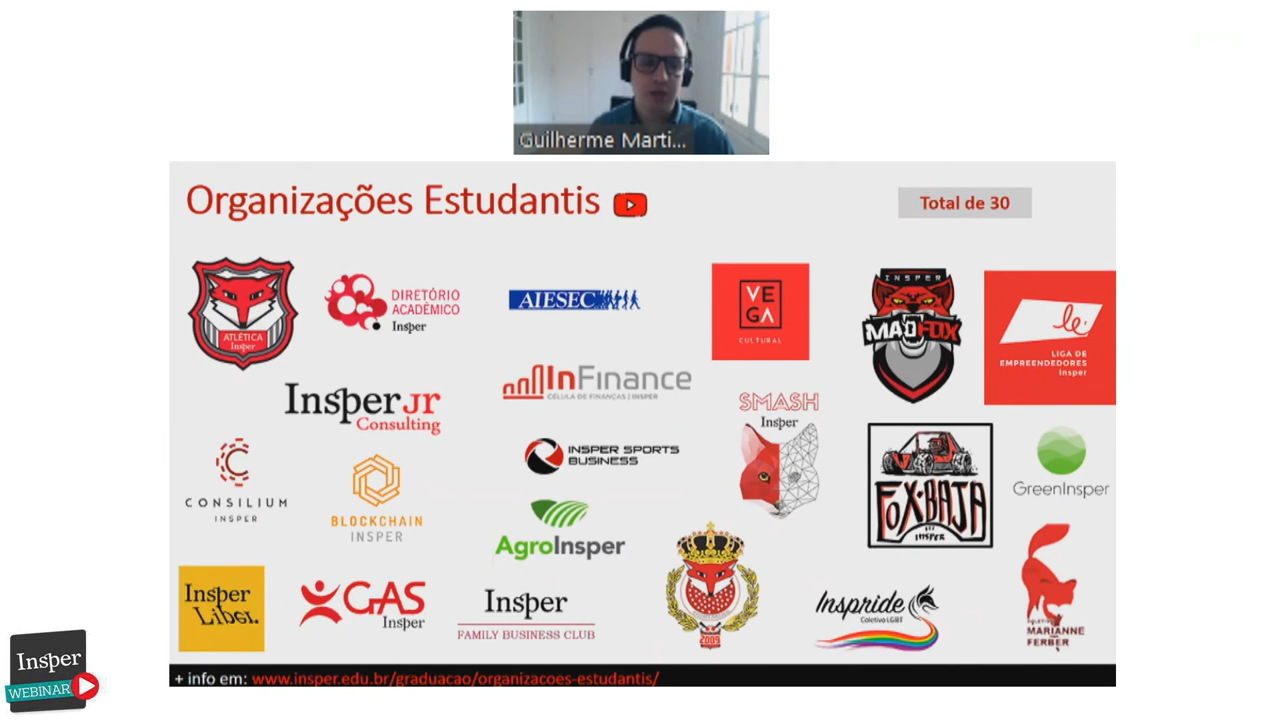 Guilherme Marti...
Organizações Estudantis
Total de 30
ATLÉTICA
Insper
DIRETÓRIO
ACADÊMICO
Insper
AIESEC
VE
GA
CULTURAL
INSPER
MADFOX
le
LIGA DE
EMPREENDEDORES
Insper
Insper JR
Consulting
InFinance
CÉLULA DE FINANÇAS | INSPER
SMASH
Insper
CONSILIUM
INSPER
BLOCKCHAIN
INSPER
INSPER SPORTS
BUSINESS
AgroInsper
FOX-BAJA
INSPER
GreenInsper
Insper
Liber.
GAS
Insper
Insper
FAMILY BUSINESS CLUB
2009
Inspride
Coletivo LGBT
COLETIVO
MARIANNE
FERBER
Insper
WEBINAR
+ info em: www.insper.edu.br/graduacao/organizacoes-estudantis/